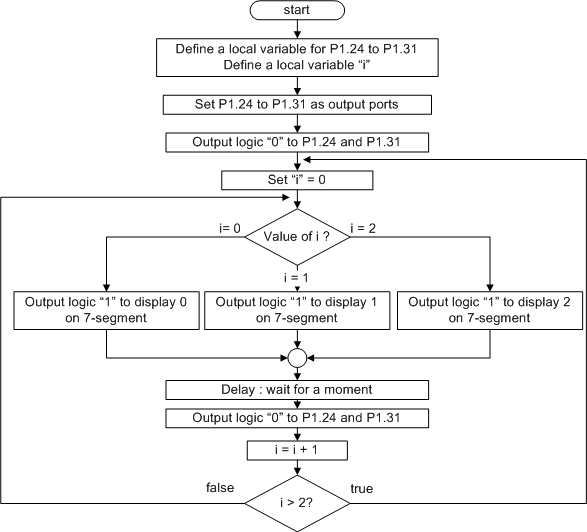 start
Define a local variable for P1.24 to P1.31
Define a local variable “i”
Set P1.24 to P1.31 as output ports
Output logic “0” to P1.24 and P1.31
Set “i” = 0
i= 0
Value of i ?
i = 2
i = 1
Output logic “1” to display 0
on 7-segment
Output logic “1” to display 1
on 7-segment
Output logic “1” to display 2
on 7-segment
Delay : wait for a moment
Output logic “0” to P1.24 and P1.31
i = i + 1
false
i > 2?
true